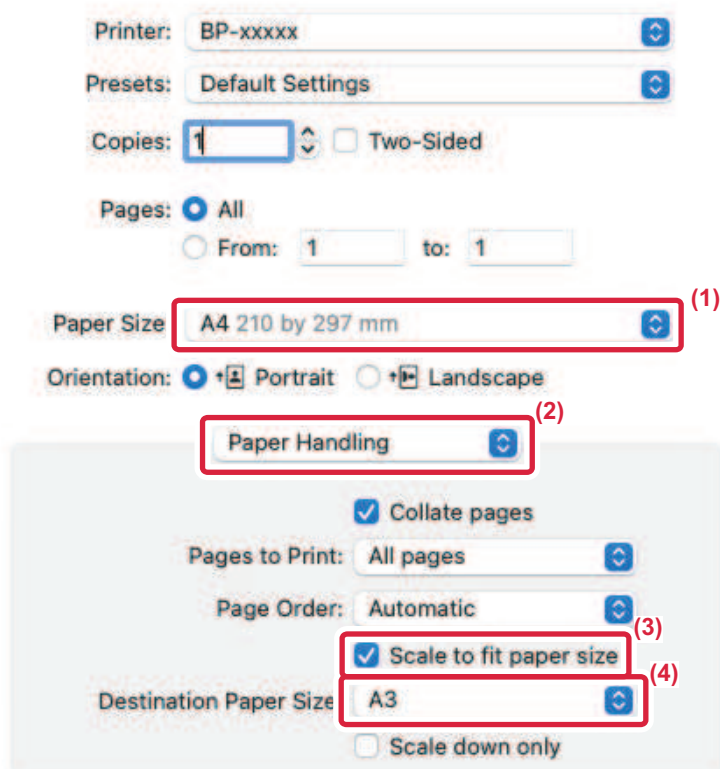 Printer: BP-xxxxx
Presets: Default Settings
Copies: 1 Two-Sided
Pages: All
From: 1 to: 1
(1)
Paper Size A4 210 by 297 mm
Orientation: Portrait Landscape
(2)
Paper Handling
Collate pages
Pages to Print: All pages
Page Order: Automatic
(3)
Scale to fit paper size
(4)
Destination Paper Size A3
Scale down only